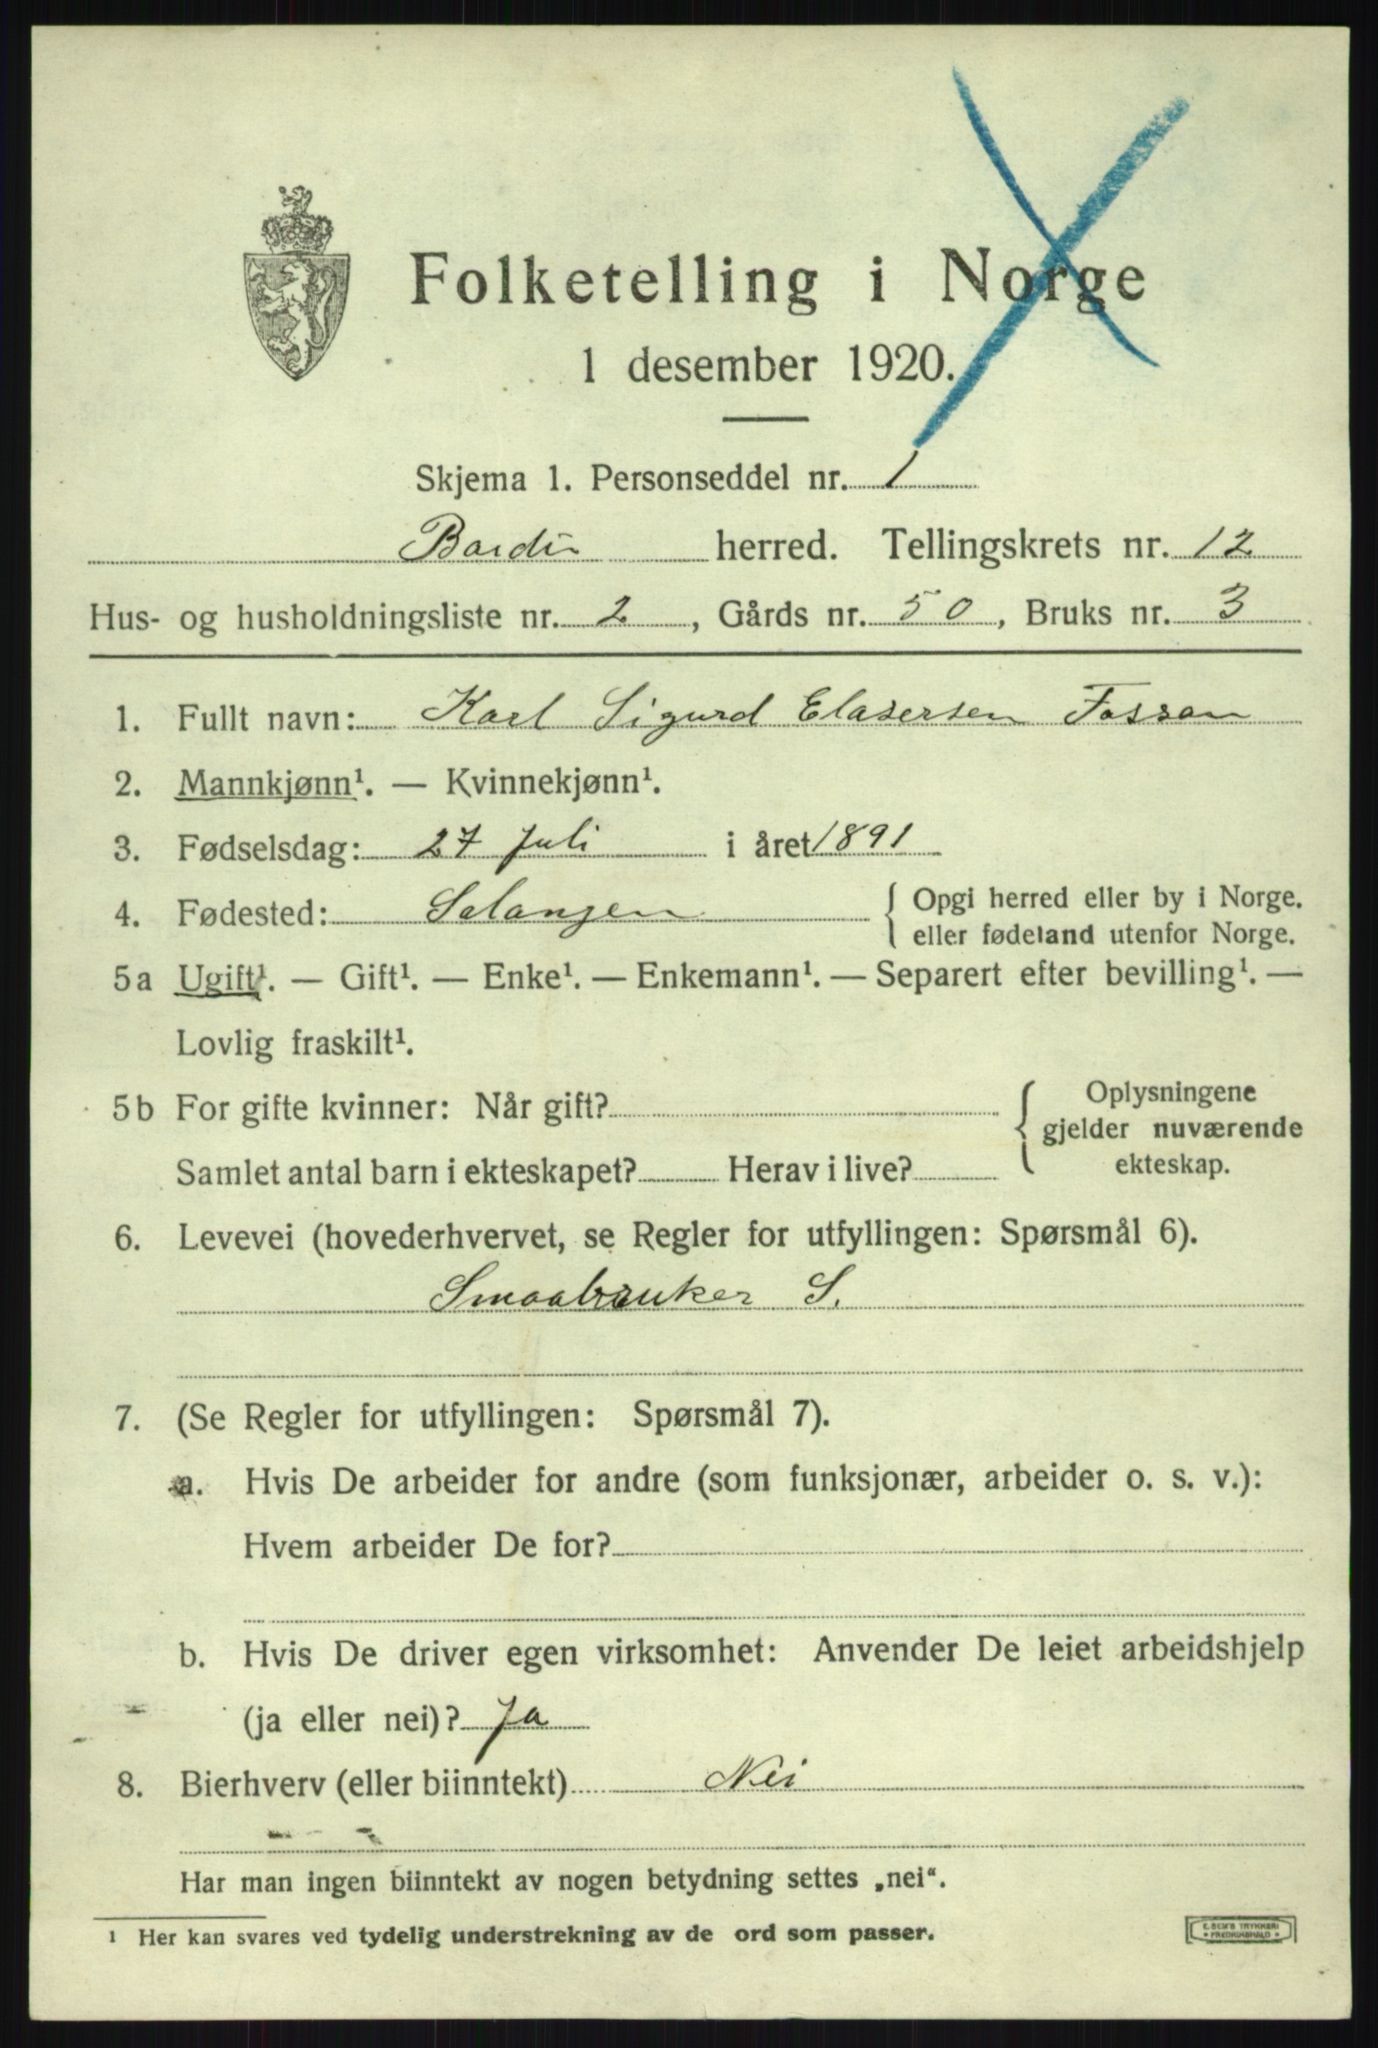 Folketelling i Norge
1 desember 1920.
Skjema 1. Personseddel nr. 1
Bardu herred. Tellingskrets nr. 12
Hus- og husholdningsliste nr. 2, Gårds nr. 50, Bruks nr. 3
1. Fullt navn: Karl Sigurd Elasersen Fossan
2. Mannkjønn¹. — Kvinnekjønn¹.
3. Fødselsdag: 27 Juli i året 1891
4. Fødested: Salangen { Opgi herred eller by i Norge.
eller fødeland utenfor Norge.
5a Ugift¹. — Gift¹. — Enke¹. — Enkemann¹. — Separert efter bevilling¹. —
Lovlig fraskilt¹.
5b For gifte kvinner: Når gift? { Oplysningene
gjelder nuværende
ekteskap.
Samlet antal barn i ekteskapet? Herav i live?
6. Levevei (hovederhvervet, se Regler for utfyllingen: Spørsmål 6).
Smaabruker S.
7. (Se Regler for utfyllingen: Spørsmål 7).
a. Hvis De arbeider for andre (som funksjonær, arbeider o. s. v.):
Hvem arbeider De for?
b. Hvis De driver egen virksomhet: Anvender De leiet arbeidshjelp
(ja eller nei)? Ja
8. Bierhverv (eller biinntekt) Nei
Har man ingen biinntekt av nogen betydning settes „nei“.
¹ Her kan svares ved tydelig understrekning av de ord som passer.
E. SEM'S TRYKKERI
FREDRIKSHALD